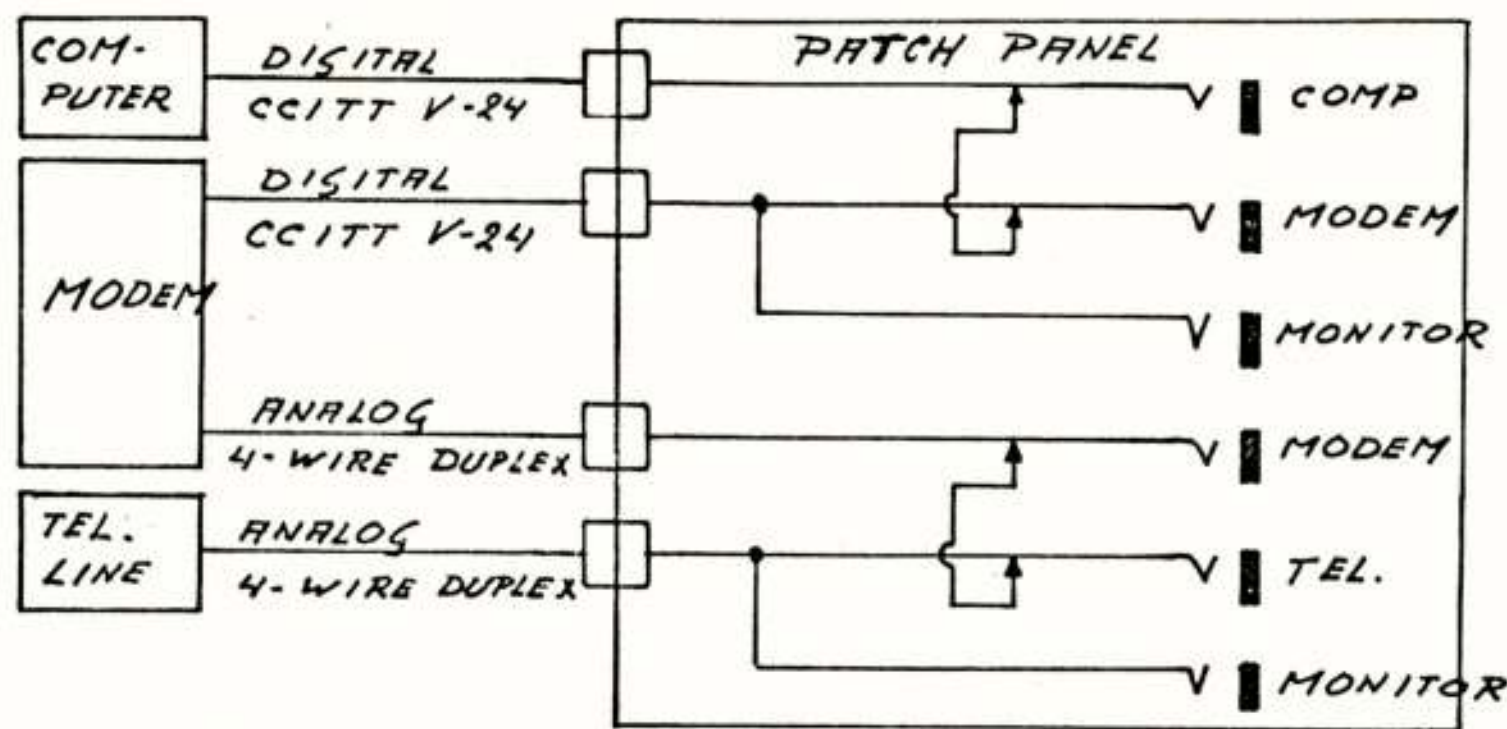 COM-
PUTER
DIGITAL
CCITT V-24
PATCH PANEL
COMP
DIGITAL
CCITT V-24
MODEM
MODEM
MONITOR
ANALOG
4-WIRE DUPLEX
MODEM
TEL.
LINE
ANALOG
4-WIRE DUPLEX
TEL.
MONITOR